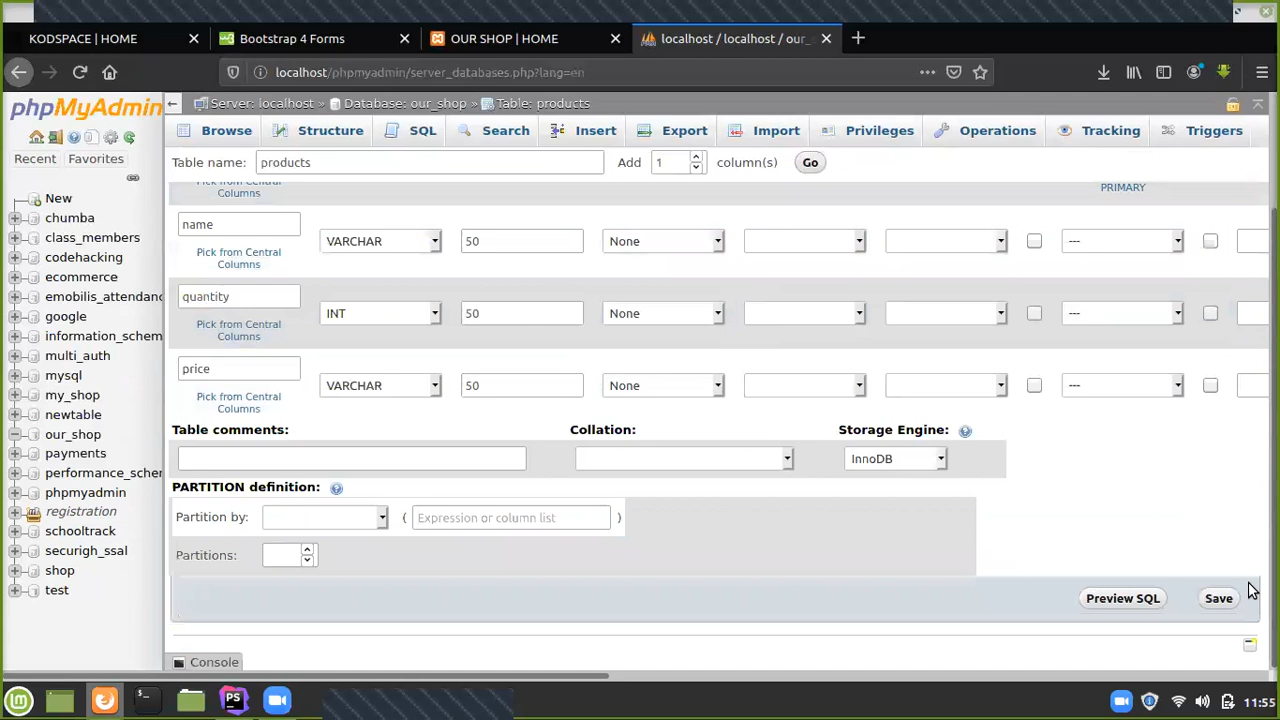 KODSPACE | HOME
Bootstrap 4 Forms
OUR SHOP | HOME
localhost / localhost / our_
localhost/phpmyadmin/server_databases.php?lang=en
phpMyAdmin
Server: localhost » Database: our_shop » Table: products
Browse Structure SQL Search Insert Export Import Privileges Operations Tracking Triggers
Recent Favorites
Table name: products Add 1 column(s) Go
New
chumba
class_members
codehacking
ecommerce
emobilis_attendanc
google
information_schem
multi_auth
mysql
my_shop
newtable
our_shop
payments
performance_scher
phpmyadmin
registration
schooltrack
securigh_ssal
shop
test
Pick from Central
Columns
PRIMARY
name VARCHAR 50 None ---
Pick from Central
Columns
quantity INT 50 None ---
Pick from Central
Columns
price VARCHAR 50 None ---
Pick from Central
Columns
Table comments: Collation: Storage Engine:
InnoDB
PARTITION definition:
Partition by: ( Expression or column list )
Partitions:
Preview SQL Save
Console
11:55